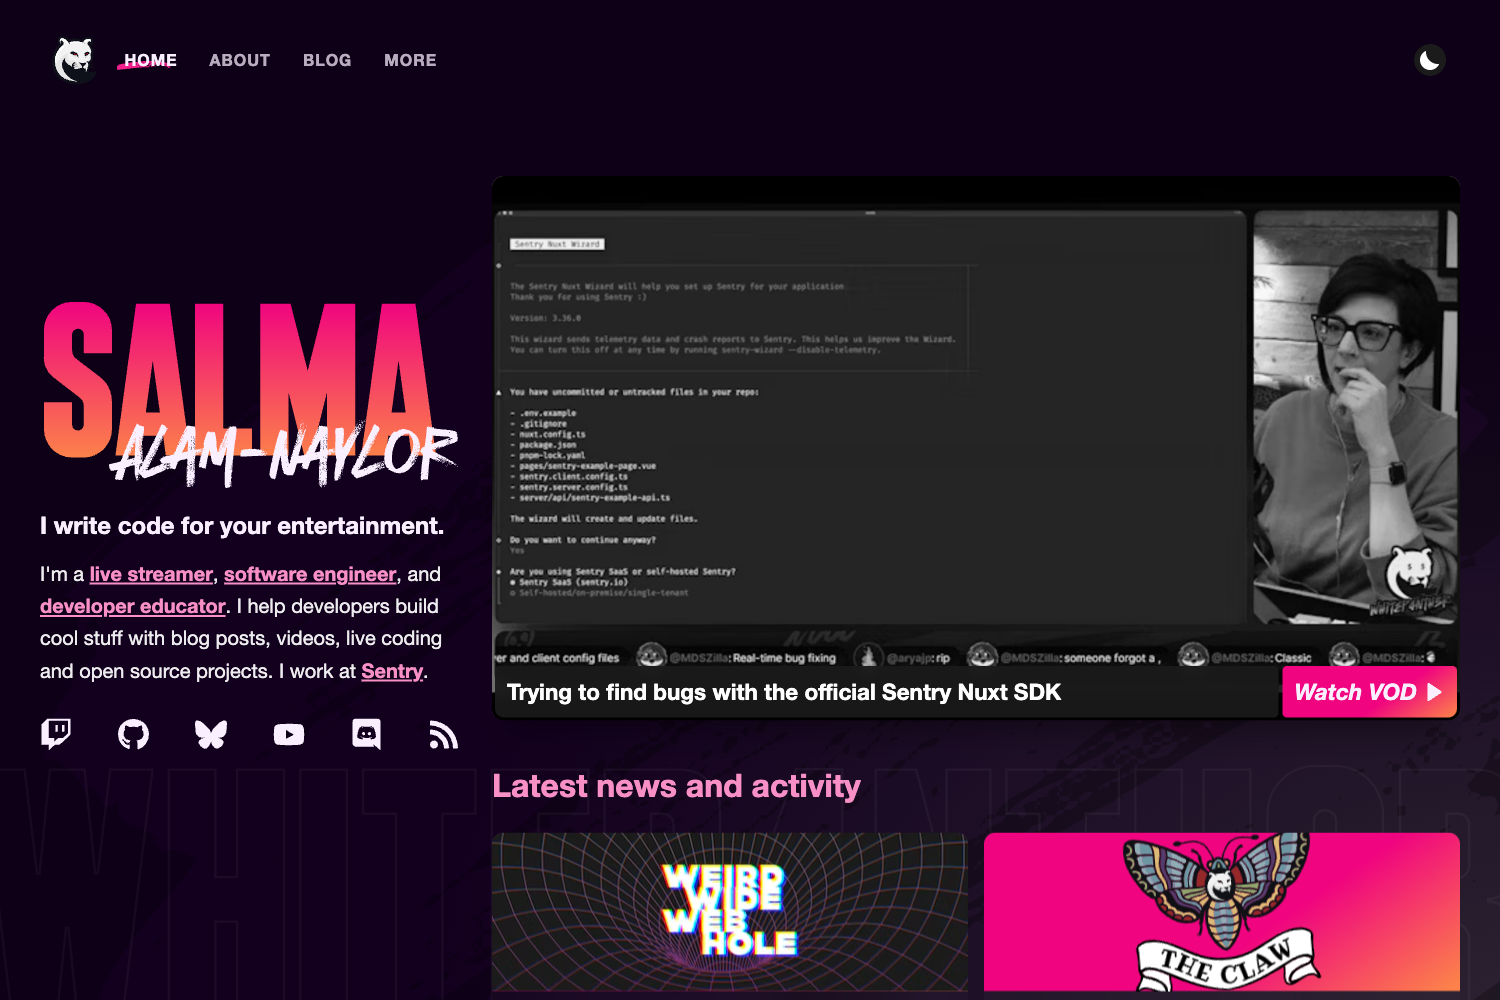 HOME
ABOUT
BLOG
MORE
SALMA
ALAM-NAYLOR
I write code for your entertainment.
I'm a live streamer, software engineer, and
developer educator. I help developers build
cool stuff with blog posts, videos, live coding
and open source projects. I work at Sentry.
Sentry Nuxt Wizard
The Sentry Nuxt Wizard will help you set up Sentry for your application
Thank you for using Sentry :)
Version: 3.36.0
This wizard sends telemetry data and crash reports to Sentry. This helps us improve the Wizard.
You can turn this off at any time by running sentry-wizard --disable-telemetry.
You have uncommitted or untracked files in your repo:
- .env.example
- .gitignore
- nuxt.config.ts
- package.json
- pnpm-lock.yaml
- pages/sentry-example-page.vue
- sentry.client.config.ts
- sentry.server.config.ts
- server/api/sentry-example-api.ts
The wizard will create and update files.
Do you want to continue anyway?
Yes
Are you using Sentry SaaS or self-hosted Sentry?
Sentry SaaS (sentry.io)
Self-hosted/on-premise/single-tenant
WHITEP4NTH3R
er and client config files @MDSZilla: Real-time bug fixing @aryajp: rip @MDSZilla: someone forgot a , @MDSZilla: Classic @MDSZilla:
Trying to find bugs with the official Sentry Nuxt SDK
Watch VOD
Latest news and activity
WEIRD
WIDE
WEB
HOLE
THE CLAW